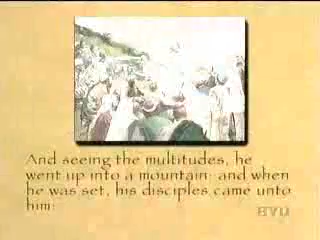 And seeing the multitudes, he
went up into a mountain: and when
he was set, his disciples came unto
him:
BVU